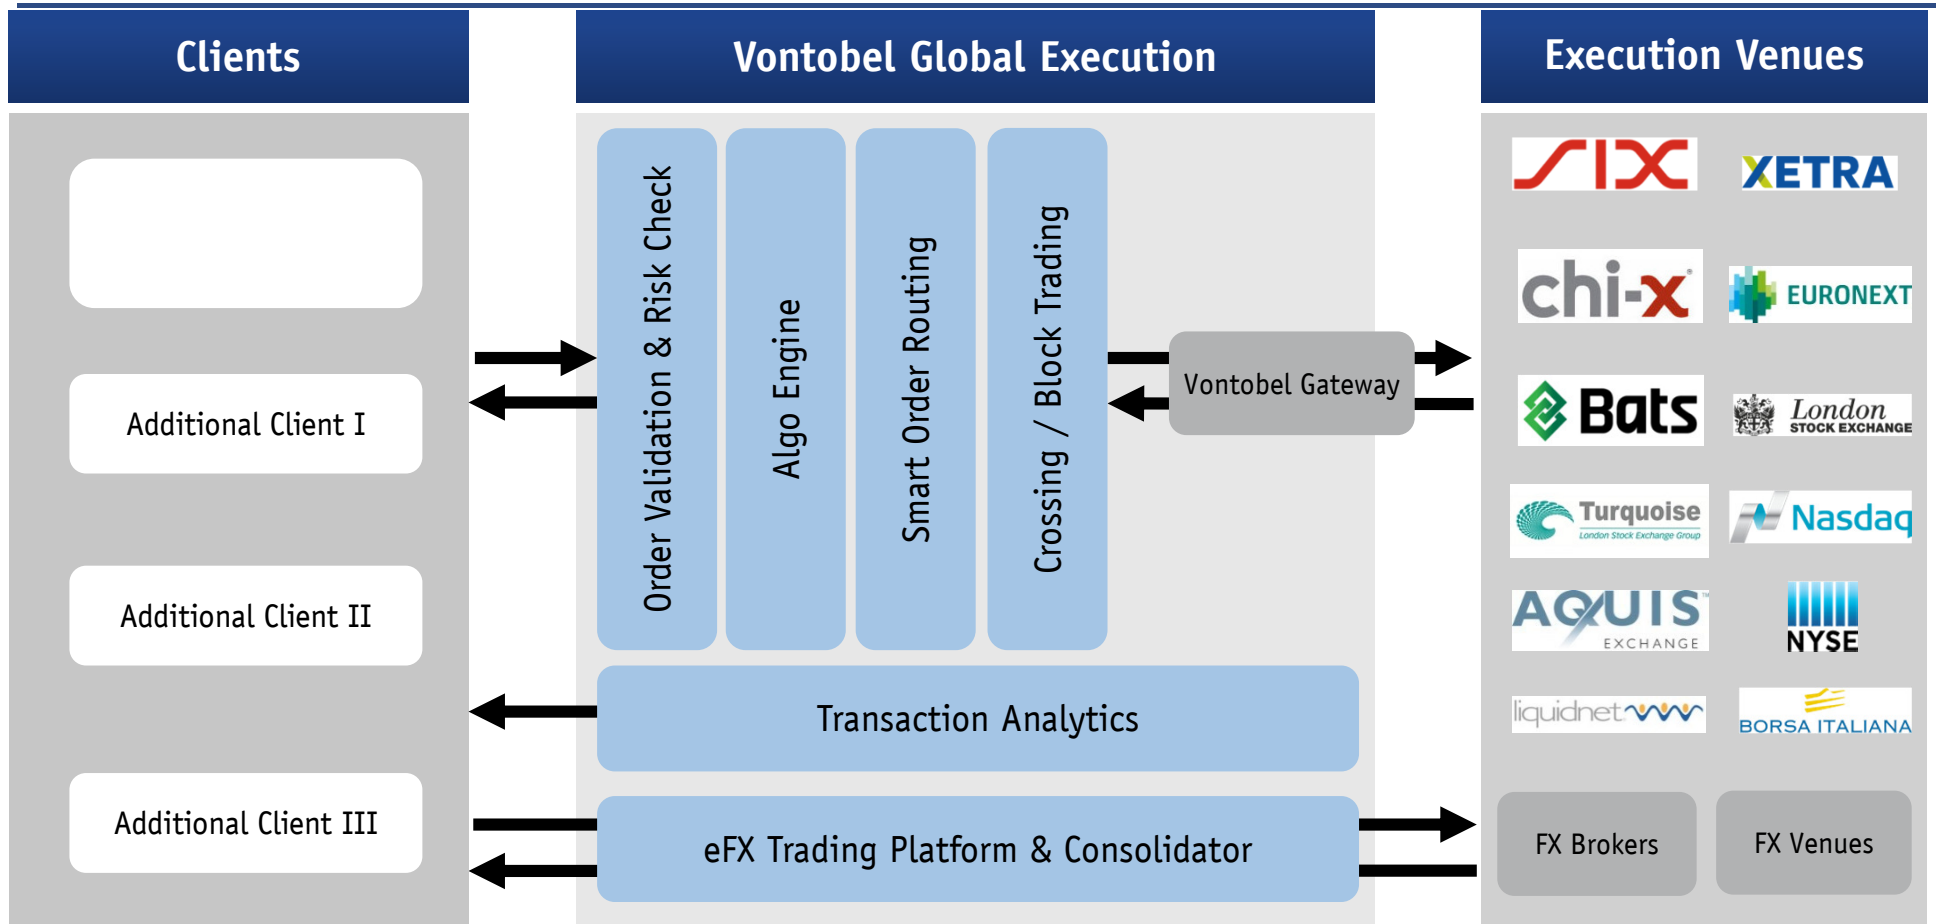 Clients
Vontobel Global Execution
Execution Venues
Additional Client I
Additional Client II
Additional Client III
Order Validation & Risk Check
Algo Engine
Smart Order Routing
Crossing / Block Trading
Vontobel Gateway
Transaction Analytics
eFX Trading Platform & Consolidator
SIX
XETRA
chi-x®
EURONEXT
Bats
London
STOCK EXCHANGE
Turquoise
London Stock Exchange Group
Nasdaq
AQUIS™
EXCHANGE
NYSE
liquidnet
BORSA ITALIANA
FX Brokers
FX Venues